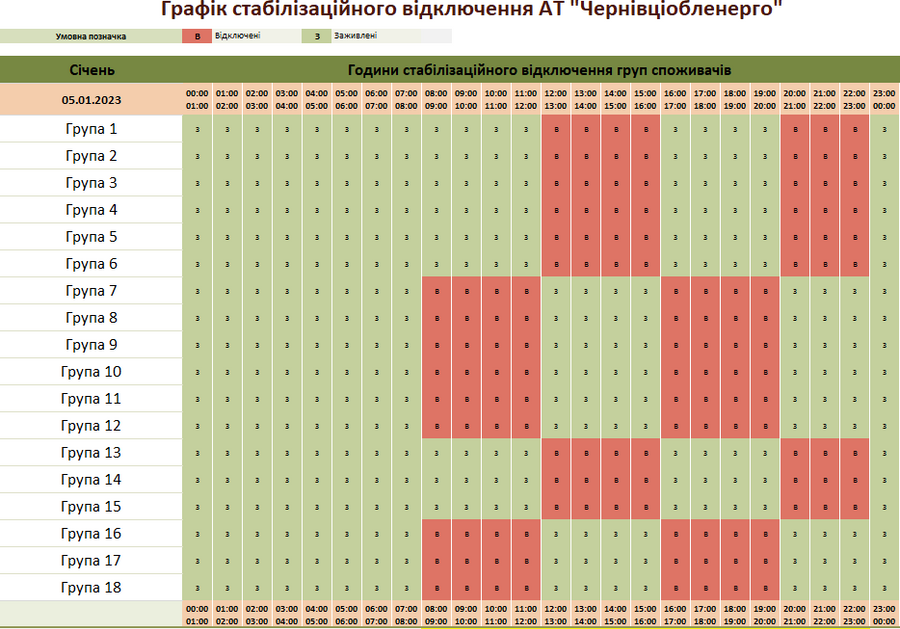 Графік стабілізаційного відключення АТ "Чернівціобленерго"
Умовна позначка В Відключені З Заживлені
Січень Години стабілізаційного відключення груп споживачів
05.01.2023 00:00 01:00 02:00 03:00 04:00 05:00 06:00 07:00 08:00 09:00 10:00 11:00 12:00 13:00 14:00 15:00 16:00 17:00 18:00 19:00 20:00 21:00 22:00 23:00
01:00 02:00 03:00 04:00 05:00 06:00 07:00 08:00 09:00 10:00 11:00 12:00 13:00 14:00 15:00 16:00 17:00 18:00 19:00 20:00 21:00 22:00 23:00 00:00
Група 1 З З З З З З З З З З З З В В В В З З З З В В В З
Група 2 З З З З З З З З З З З З В В В В З З З З В В В З
Група 3 З З З З З З З З З З З З В В В В З З З З В В В З
Група 4 З З З З З З З З З З З З В В В В З З З З В В В З
Група 5 З З З З З З З З З З З З В В В В З З З З В В В З
Група 6 З З З З З З З З З З З З В В В В З З З З В В В З
Група 7 З З З З З З З З В В В В З З З З В В В В З З З З
Група 8 З З З З З З З З В В В В З З З З В В В В З З З З
Група 9 З З З З З З З З В В В В З З З З В В В В З З З З
Група 10 З З З З З З З З В В В В З З З З В В В В З З З З
Група 11 З З З З З З З З В В В В З З З З В В В В З З З З
Група 12 З З З З З З З З В В В В З З З З В В В В З З З З
Група 13 З З З З З З З З З З З З В В В В З З З З В В В З
Група 14 З З З З З З З З З З З З В В В В З З З З В В В З
Група 15 З З З З З З З З З З З З В В В В З З З З В В В З
Група 16 З З З З З З З З В В В В З З З З В В В В З З З З
Група 17 З З З З З З З З В В В В З З З З В В В В З З З З
Група 18 З З З З З З З З В В В В З З З З В В В В З З З З
00:00 01:00 02:00 03:00 04:00 05:00 06:00 07:00 08:00 09:00 10:00 11:00 12:00 13:00 14:00 15:00 16:00 17:00 18:00 19:00 20:00 21:00 22:00 23:00
01:00 02:00 03:00 04:00 05:00 06:00 07:00 08:00 09:00 10:00 11:00 12:00 13:00 14:00 15:00 16:00 17:00 18:00 19:00 20:00 21:00 22:00 23:00 00:00